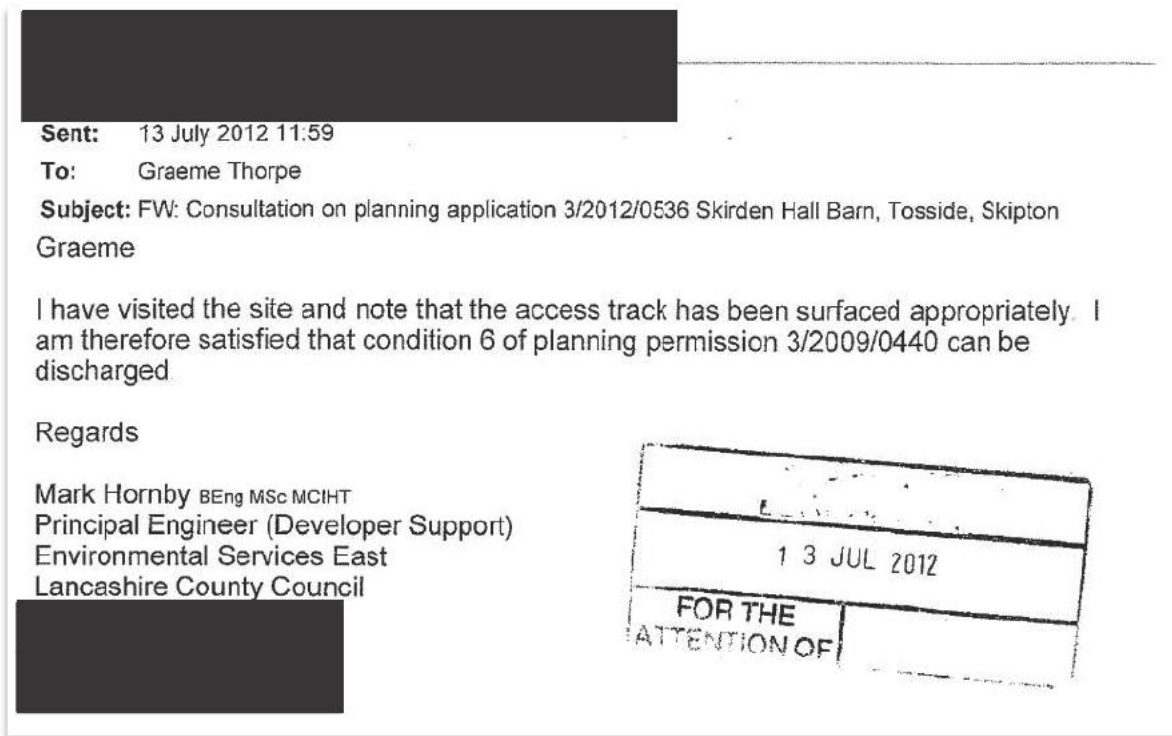 Sent: 13 July 2012 11:59
To: Graeme Thorpe
Subject: FW: Consultation on planning application 3/2012/0536 Skirden Hall Barn, Tosside, Skipton
Graeme
I have visited the site and note that the access track has been surfaced appropriately. I
am therefore satisfied that condition 6 of planning permission 3/2009/0440 can be
discharged
Regards
Mark Hornby BEng MSc MCIHT
Principal Engineer (Developer Support)
Environmental Services East
Lancashire County Council
13 JUL 2012
FOR THE
ATTENTION OF